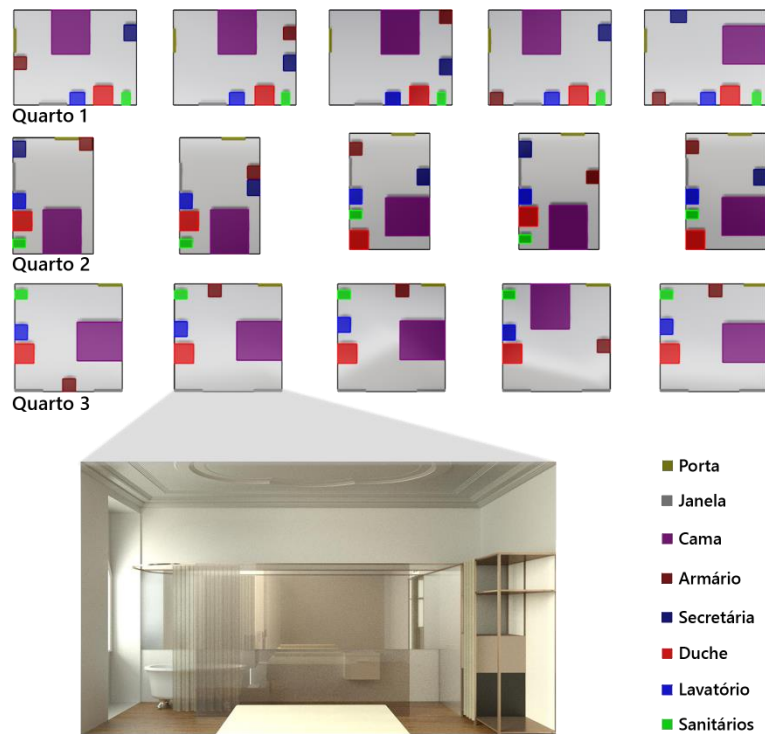 Quarto 1
Quarto 2
Quarto 3
Porta
Janela
Cama
Armário
Secretária
Duche
Lavatório
Sanitários